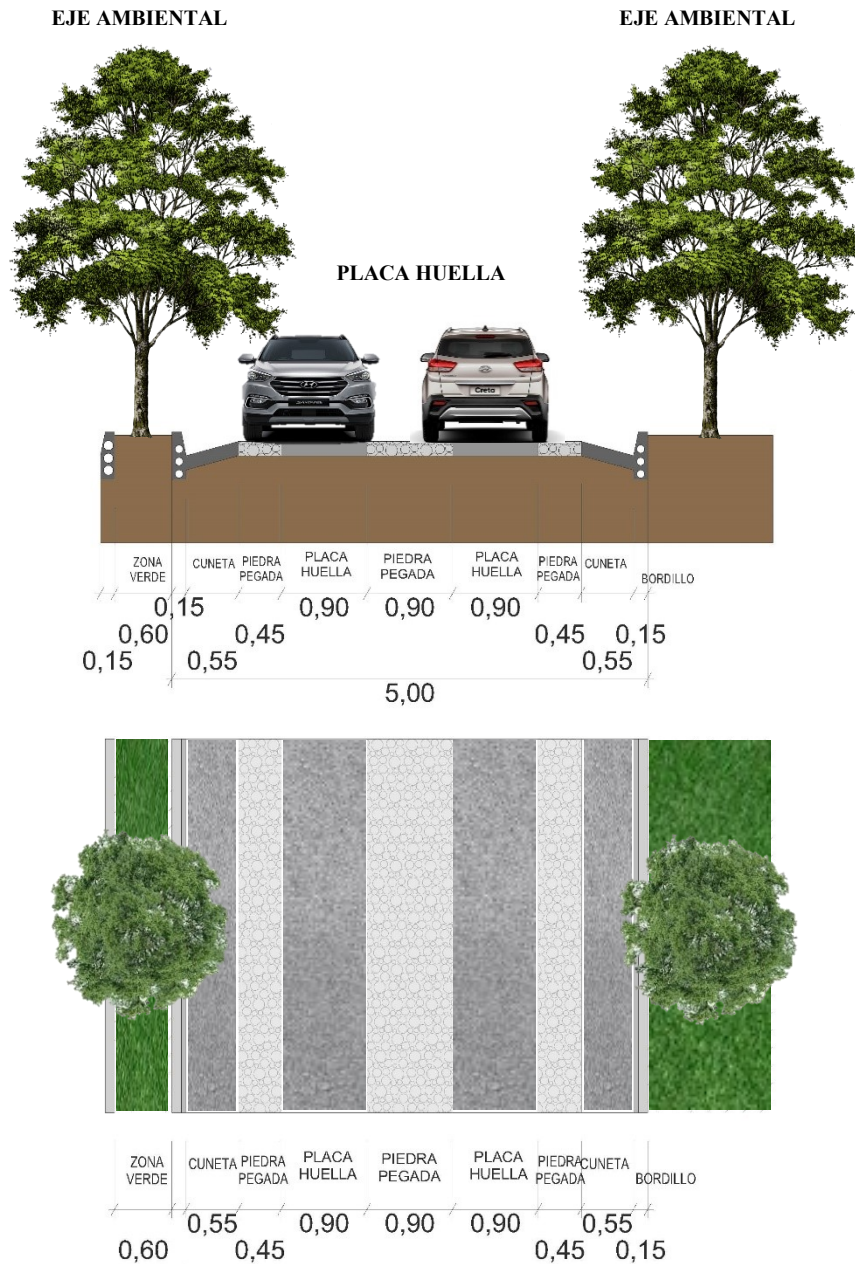 EJE AMBIENTAL
EJE AMBIENTAL
PLACA HUELLA
Creta
ZONA VERDE
CUNETA
PIEDRA PEGADA
PLACA HUELLA
PIEDRA PEGADA
PLACA HUELLA
PIEDRA PEGADA
CUNETA
BORDILLO
0,15
0,90
0,90
0,90
0,60
0,45
0,45
0,15
0,15
0,55
0,55
5,00
ZONA VERDE
CUNETA
PIEDRA PEGADA
PLACA HUELLA
PIEDRA PEGADA
PLACA HUELLA
PIEDRA PEGADA
CUNETA
BORDILLO
0,55
0,90
0,90
0,90
0,55
0,60
0,45
0,45
0,15